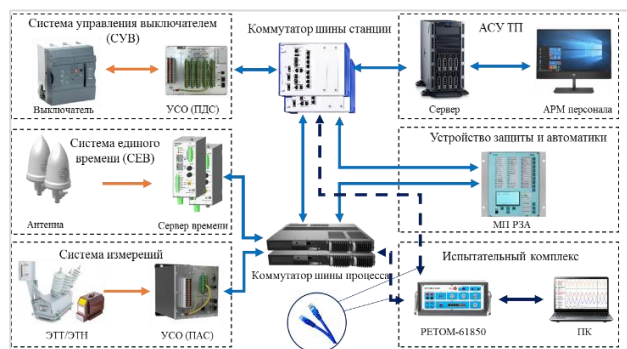 Система управления выключателем
(СУВ)
Выключатель
УСО (ПДС)
Коммутатор шины станции
АСУ ТП
Сервер
АРМ персонала
Система единого
времени (СЕВ)
Антенна
Сервер времени
Устройство защиты и автоматики
МП РЗА
Система измерений
ЭТТ/ЭТН
УСО (ПАС)
Коммутатор шины процесса
Испытательный комплекс
РЕТОМ-61850
ПК